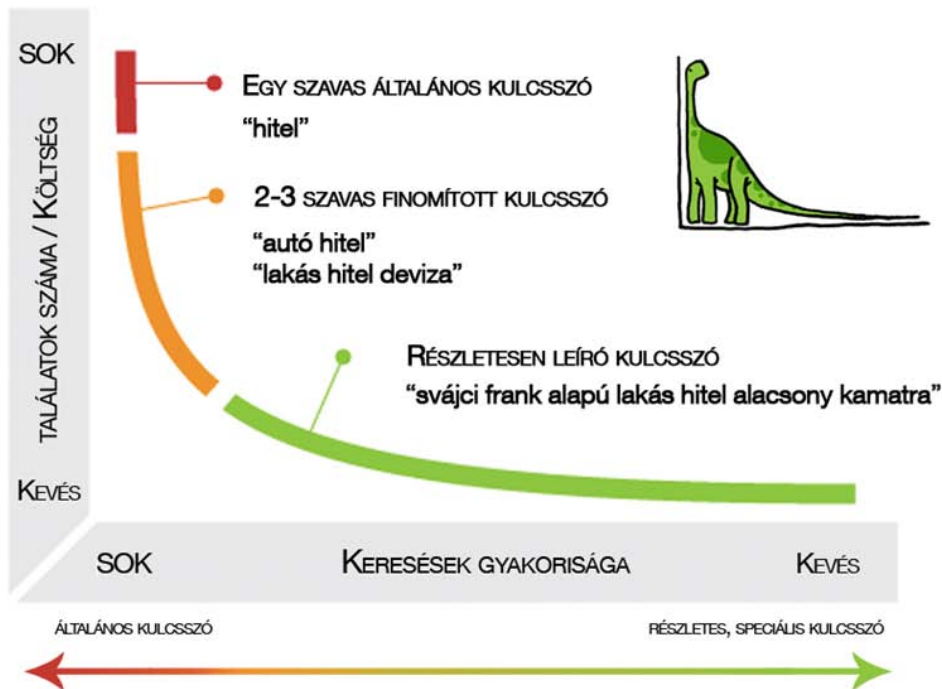 SOK
TALÁLATOK SZÁMA / KÖLTSÉG
KEVÉS
EGY SZAVAS ÁLTALÁNOS KULCSSZÓ
“hitel”
2-3 SZAVAS FINOMÍTOTT KULCSSZÓ
“autó hitel”
“lakás hitel deviza”
RÉSZLETESEN LEÍRÓ KULCSSZÓ
“svájci frank alapú lakás hitel alacsony kamatra”
SOK
KERESÉSEK GYAKORISÁGA
KEVÉS
ÁLTALÁNOS KULCSSZÓ
RÉSZLETES, SPECIÁLIS KULCSSZÓ